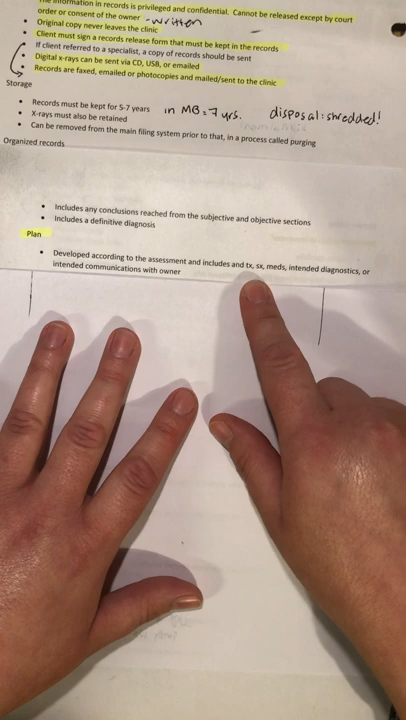 The information in records is privileged and confidential. Cannot be released except by court
order or consent of the owner - written
• Original copy never leaves the clinic
• Client must sign a records release form that must be kept in the records
• If client referred to a specialist, a copy of records should be sent
• Digital x-rays can be sent via CD, USB, or emailed
• Records are faxed, emailed or photocopies and mailed/sent to the clinic
Storage
• Records must be kept for 5-7 years in MB = 7 yrs. disposal: shredded!
• X-rays must also be retained
• Can be removed from the main filing system prior to that, in a process called purging
Organized records
• Includes any conclusions reached from the subjective and objective sections
• Includes a definitive diagnosis
Plan
• Developed according to the assessment and includes and tx, sx, meds, intended diagnostics, or
intended communications with owner